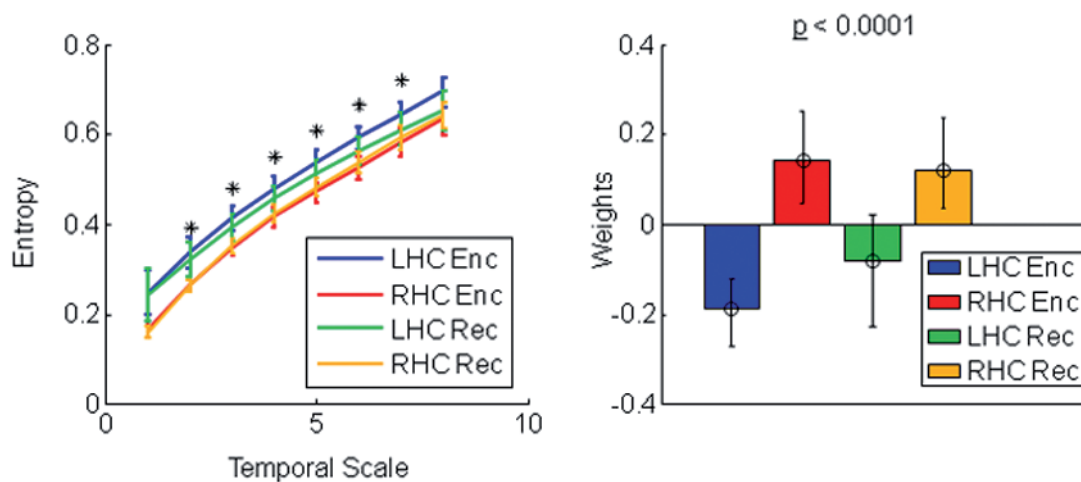 0.8
0.6
0.4
0.2
0
Entropy
* * * * * * *
LHC Enc
RHC Enc
LHC Rec
RHC Rec
0 5 10
Temporal Scale
p < 0.0001
0.4
0.2
0
-0.2
-0.4
Weights
LHC Enc
RHC Enc
LHC Rec
RHC Rec